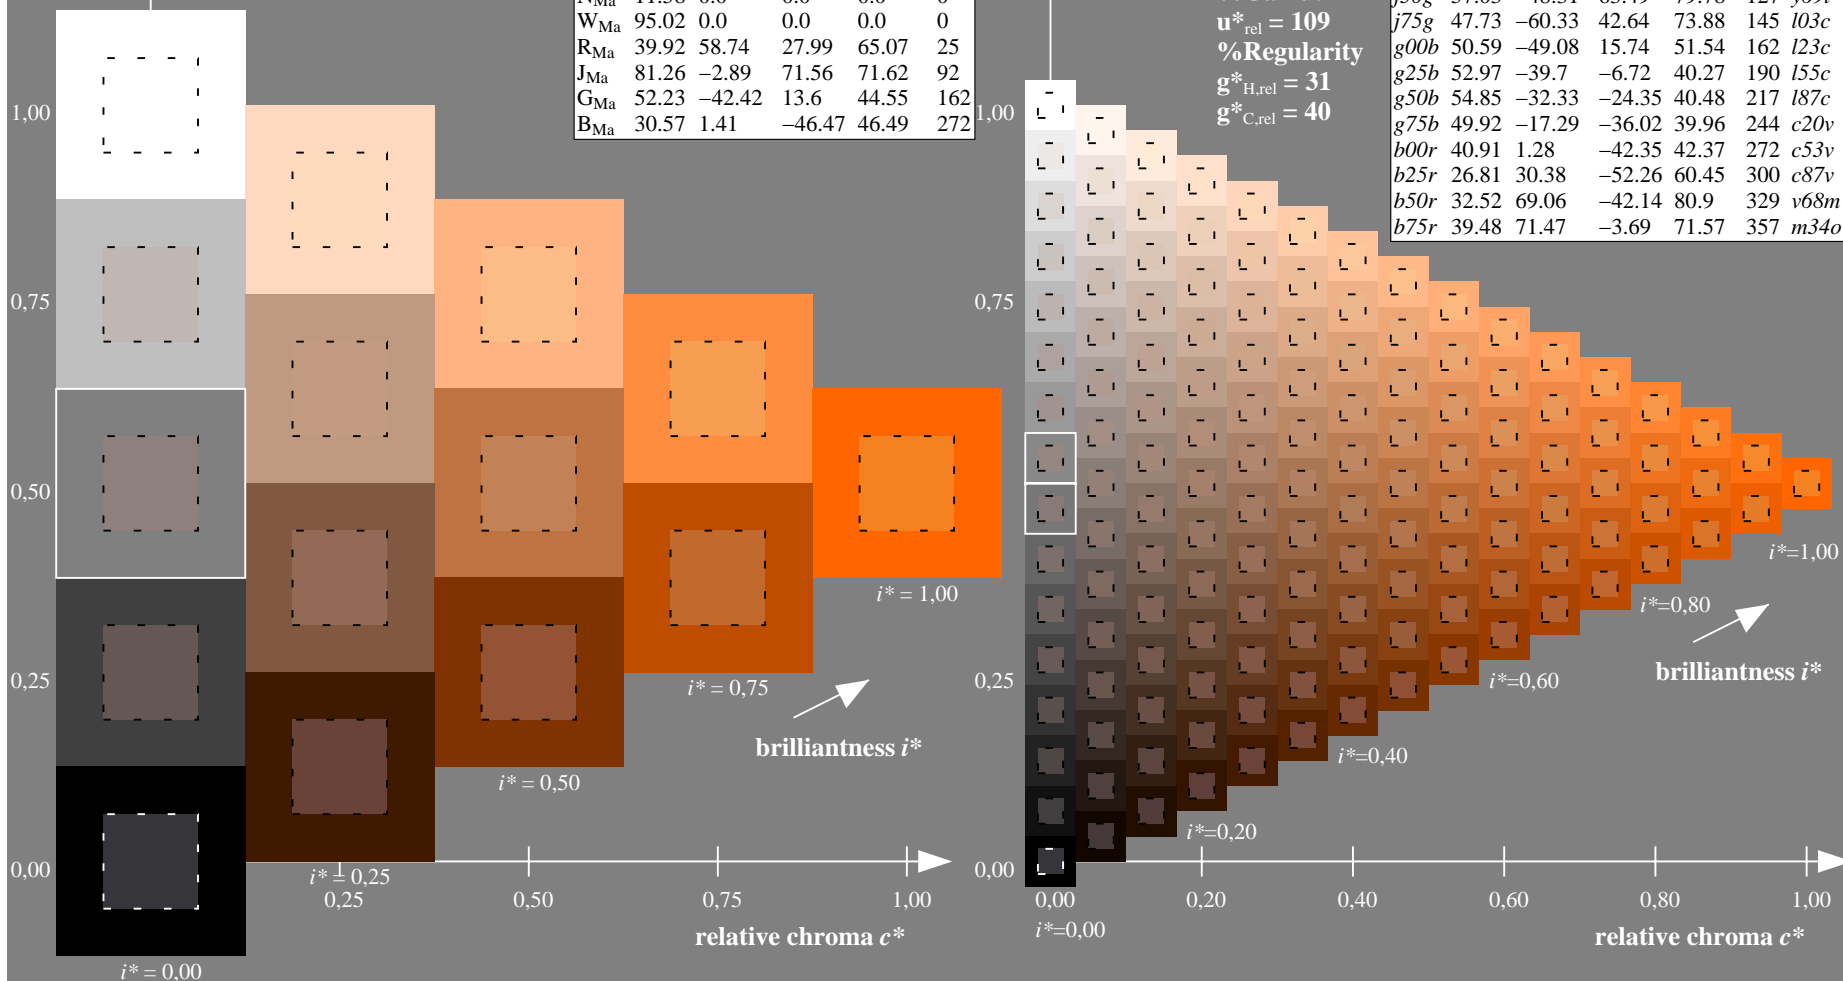 W_Ma 95.02 0.0 0.0 0.0 0
R_Ma 39.92 58.74 27.99 65.07 25
J_Ma 81.26 −2.89 71.56 71.62 92
G_Ma 52.23 −42.42 13.6 44.55 162
B_Ma 30.57 1.41 −46.47 46.49 272
u*rel = 109
%Regularity
g*H,rel = 31
g*C,rel = 40
j75g 47.73 −60.33 42.64 73.88 145 l03c
g00b 50.59 −49.08 15.74 51.54 162 l23c
g25b 52.97 −39.7 −6.72 40.27 190 l55c
g50b 54.85 −32.33 −24.35 40.48 217 l87c
g75b 49.92 −17.29 −36.02 39.96 244 c20v
b00r 40.91 1.28 −42.35 42.37 272 c53v
b25r 26.81 30.38 −52.26 60.45 300 c87v
b50r 32.52 69.06 −42.14 80.9 329 v68m
b75r 39.48 71.47 −3.69 71.57 357 m34o
1,00
0,75
0,50
0,25
0,00
i* = 1,00
i* = 0,75
brilliantness i*
i* = 0,50
i* = 0,25
0,25 0,50 0,75 1,00
relative chroma c*
i* = 0,00
1,00
0,75
0,25
0,00
i*=1,00
i*=0,80
brilliantness i*
i*=0,60
i*=0,40
i*=0,20
0,00 0,20 0,40 0,60 0,80 1,00
i*=0,00
relative chroma c*